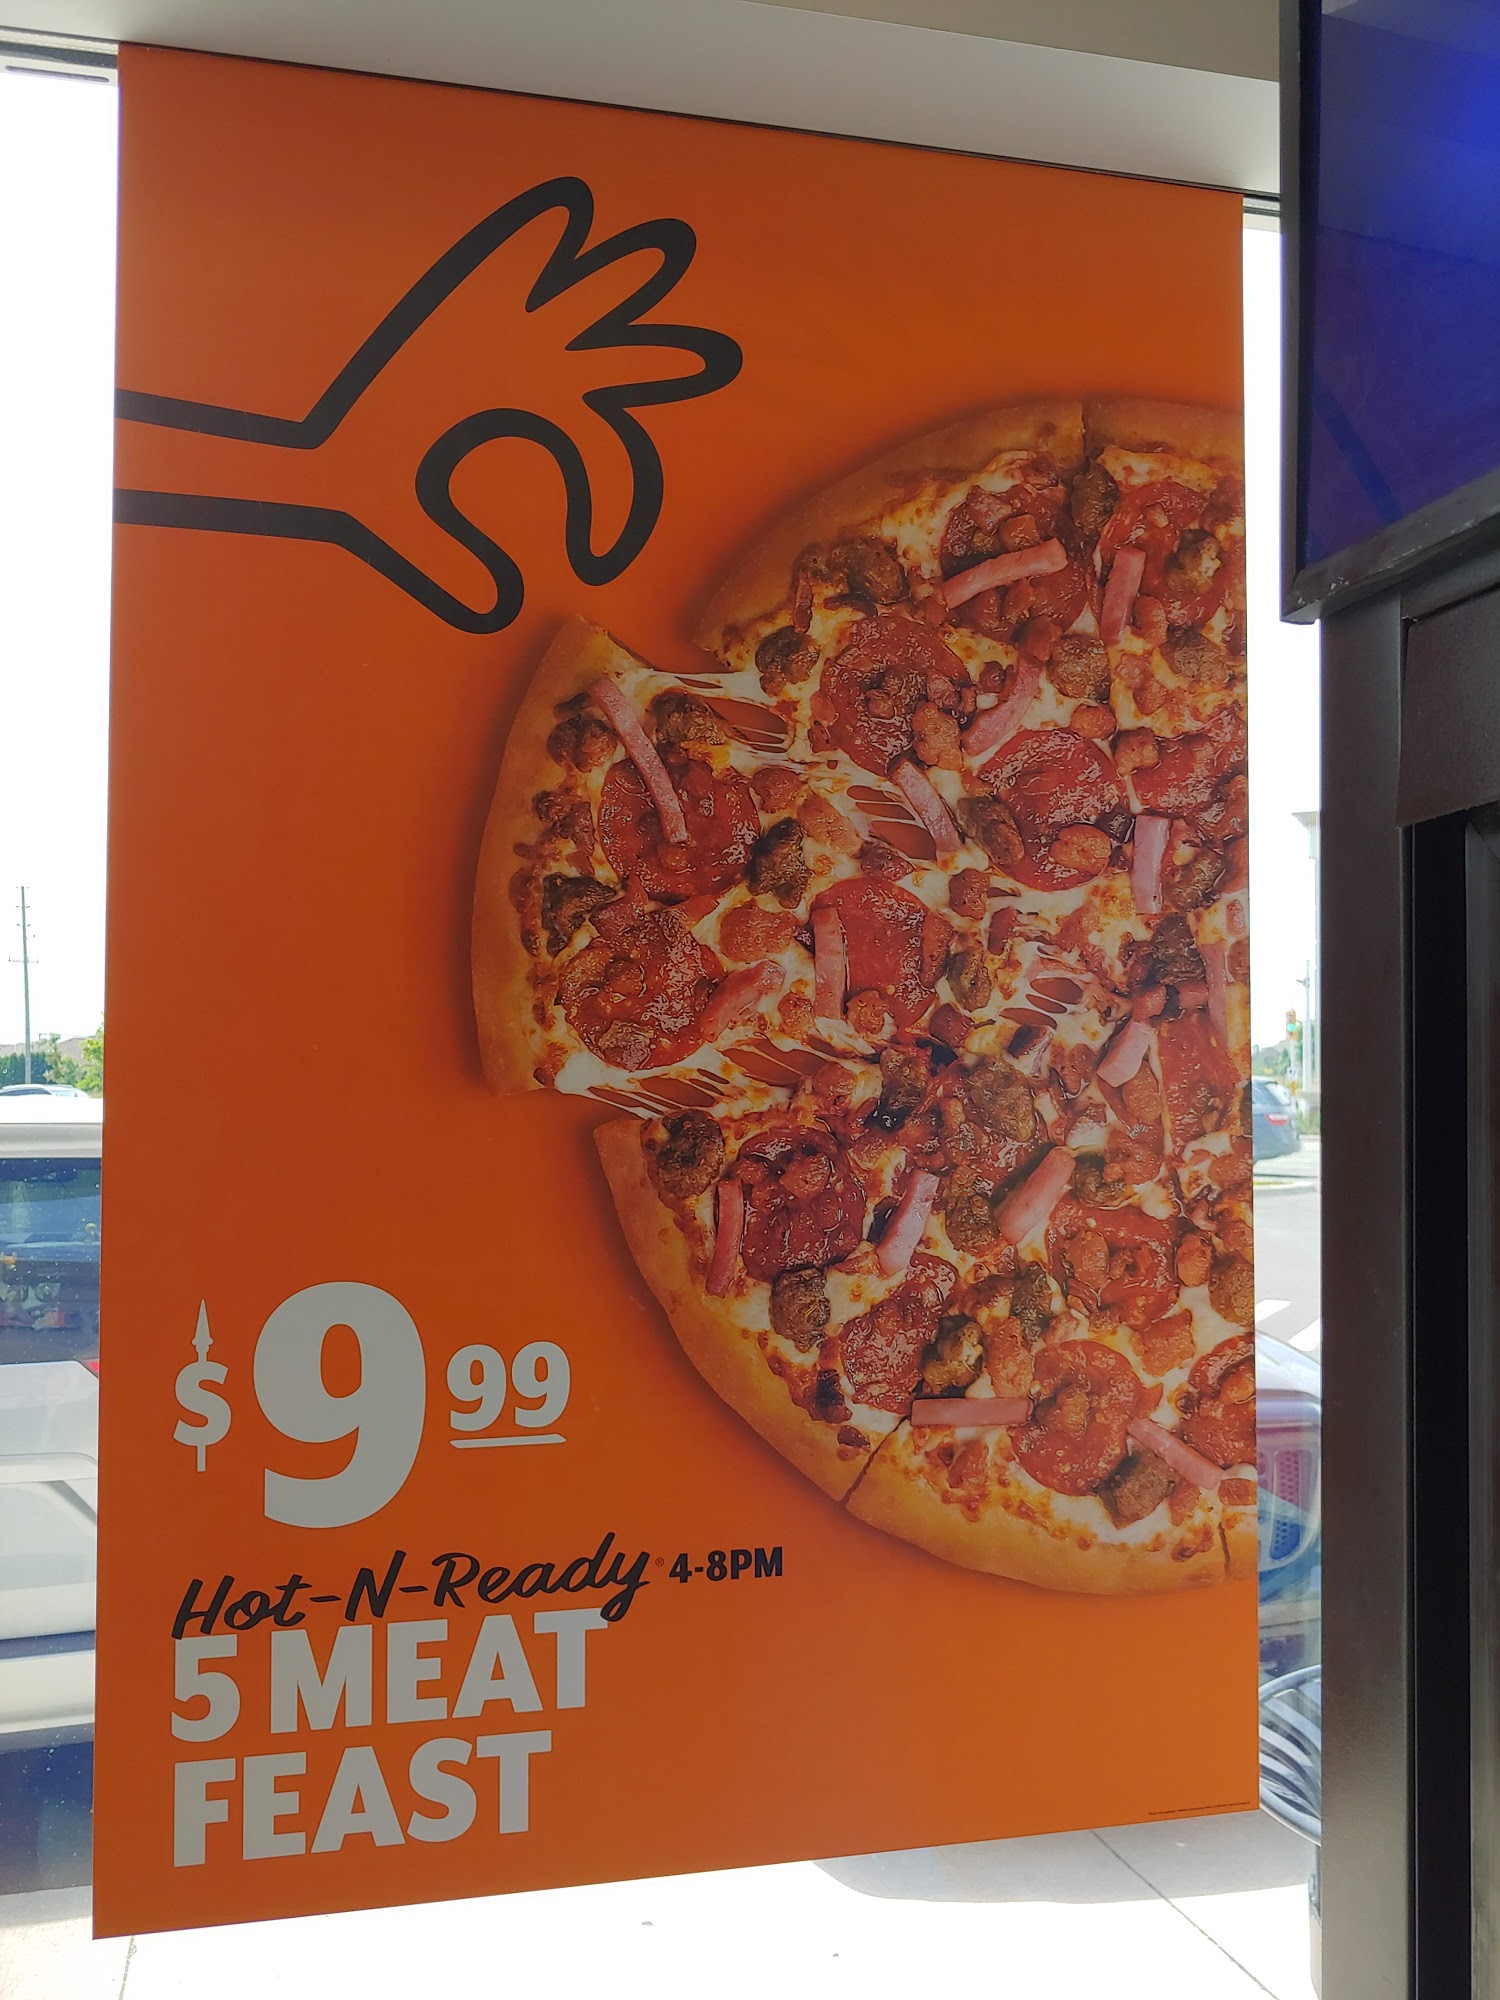 $9 99
Hot-N-Ready® 4-8PM
5 MEAT
FEAST